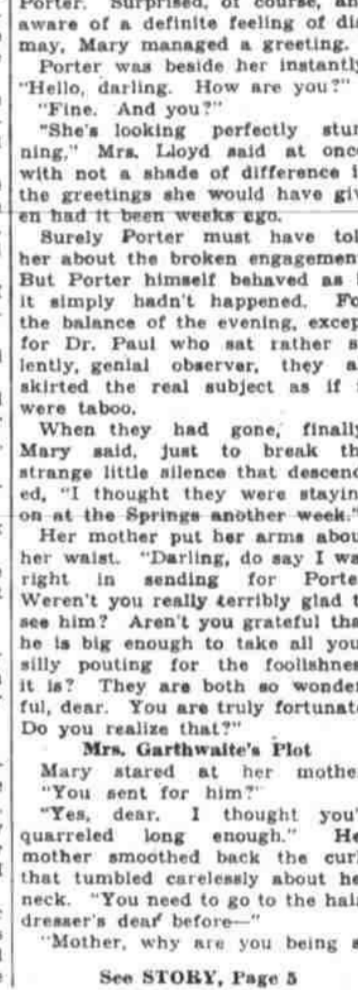 Porter. Surprised, of course, an
aware of a definite feeling of di
may, Mary managed a greeting.
Porter was beside her instantl
"Hello, darling. How are you?"
"Fine. And you?"
"She's looking perfectly stun
ning," Mrs. Lloyd said at onc
with not a shade of difference i
the greetings she would have giv
en had it been weeks ago.
Surely Porter must have tol
her about the broken engagemen
But Porter himself behaved as i
it simply hadn't happened. Fo
the balance of the evening, excep
for Dr. Paul who sat rather s
lently, genial observer, they a
skirted the real subject as if i
were taboo.
When they had gone, finall
Mary said, just to break th
strange little silence that descend
ed, "I thought they were stayin
on at the Springs another week."
Her mother put her arms abou
her waist. "Darling, do say I wa
right in sending for Porte
Weren't you really terribly glad t
see him? Aren't you grateful tha
he is big enough to take all you
silly pouting for the foolishnes
it is? They are both so wonder
ful, dear. You are truly fortunat
Do you realize that?"
Mrs. Garthwaite's Plot
Mary stared at her mothe
"You sent for him?"
"Yes, dear. I thought you'
quarreled long enough." He
mother smoothed back the curl
that tumbled carelessly about he
neck. "You need to go to the hai
dresser's dear before—"
"Mother, why are you being s
See STORY, Page 5